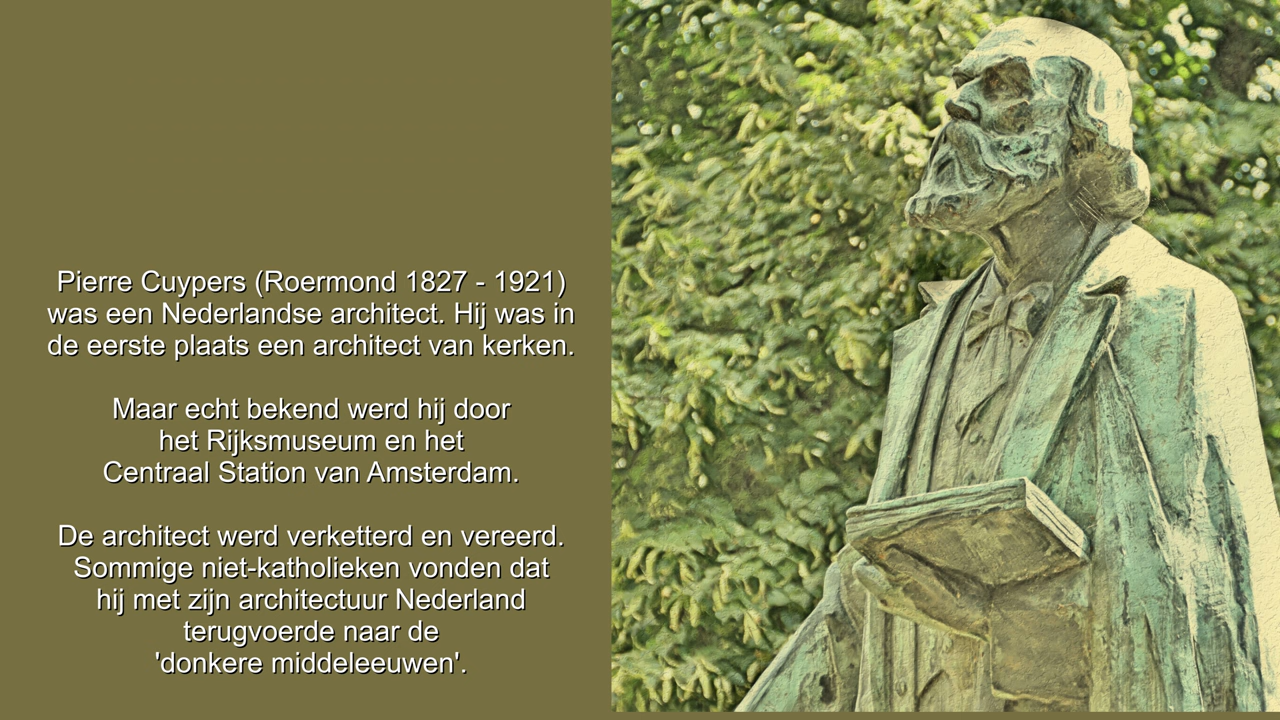 Pierre Cuypers (Roermond 1827 - 1921)
was een Nederlandse architect. Hij was in
de eerste plaats een architect van kerken.
Maar echt bekend werd hij door
het Rijksmuseum en het
Centraal Station van Amsterdam.
De architect werd verketterd en vereerd.
Sommige niet-katholieken vonden dat
hij met zijn architectuur Nederland
terugvoerde naar de
'donkere middeleeuwen'.